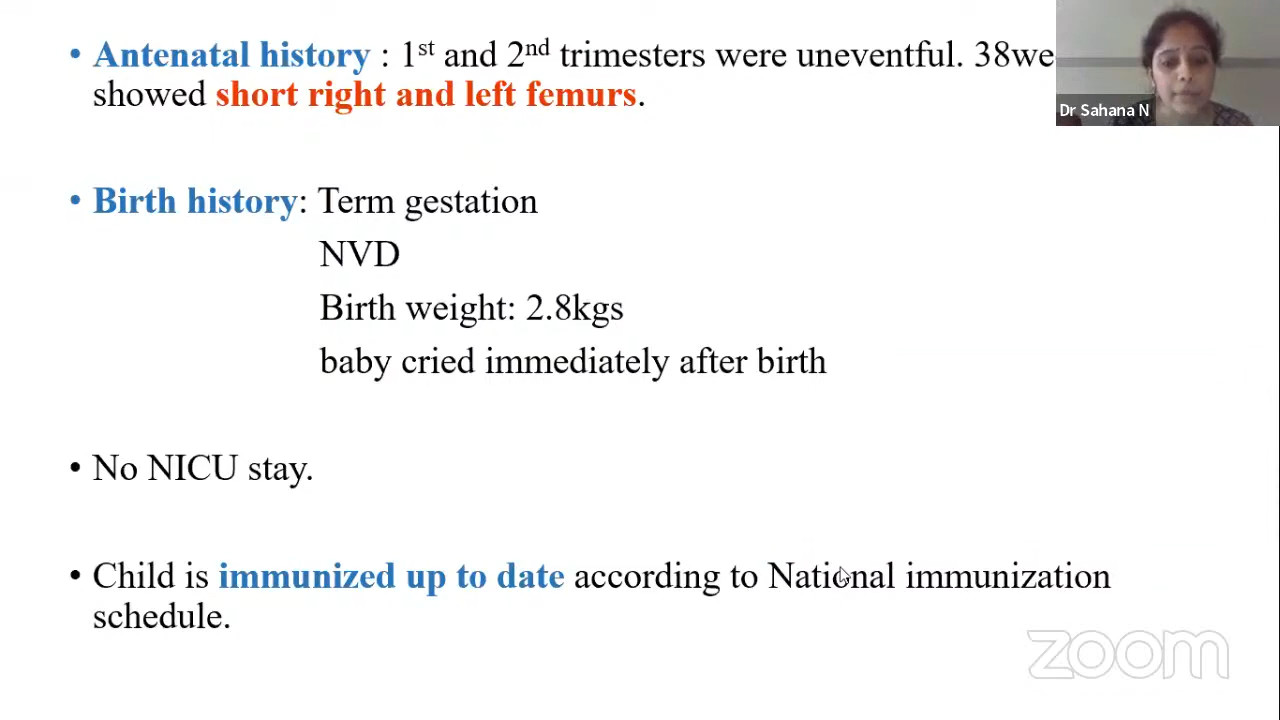 • Antenatal history : 1st and 2nd trimesters were uneventful. 38we
showed short right and left femurs.
Dr Sahana N
• Birth history: Term gestation
NVD
Birth weight: 2.8kgs
baby cried immediately after birth
• No NICU stay.
• Child is immunized up to date according to National immunization
schedule.
zoom